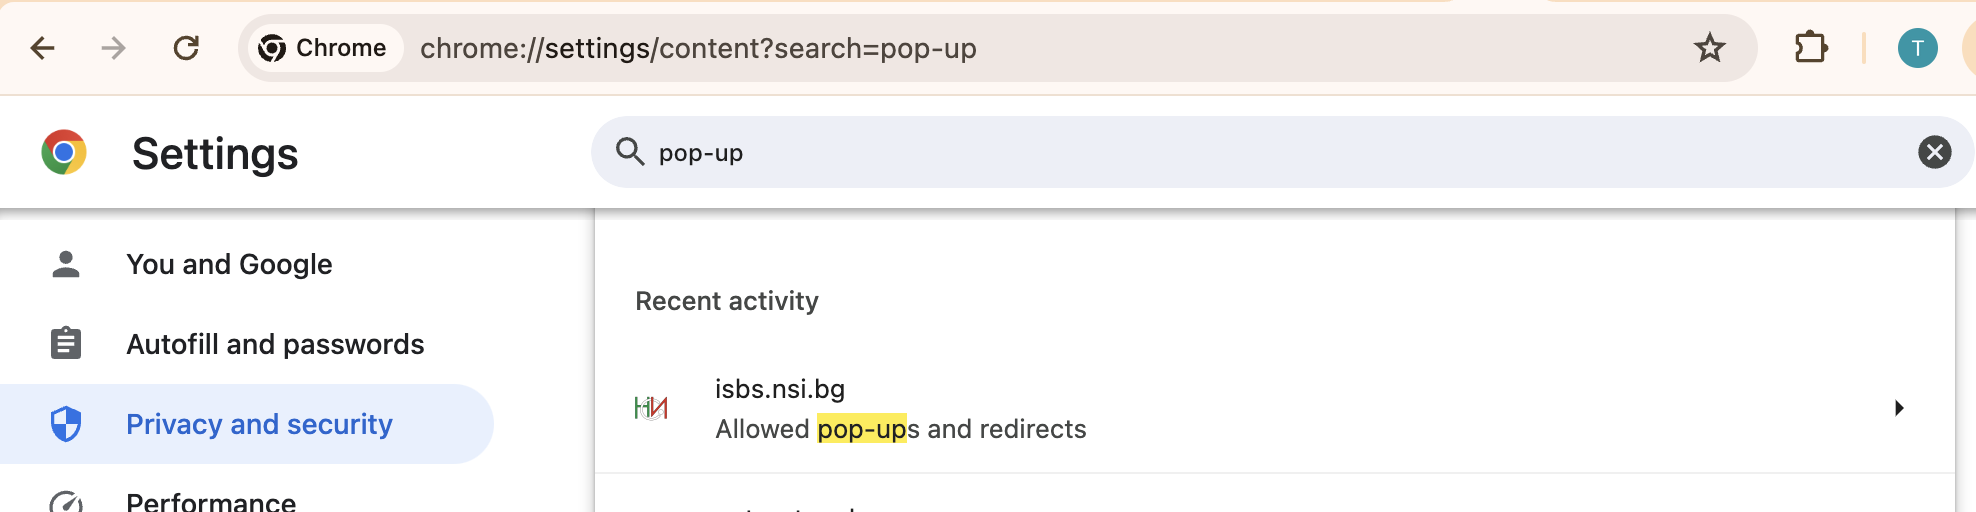 Chrome
chrome://settings/content?search=pop-up
T
Settings
pop-up
You and Google
Autofill and passwords
Privacy and security
Performance
Recent activity
isbs.nsi.bg
Allowed pop-ups and redirects